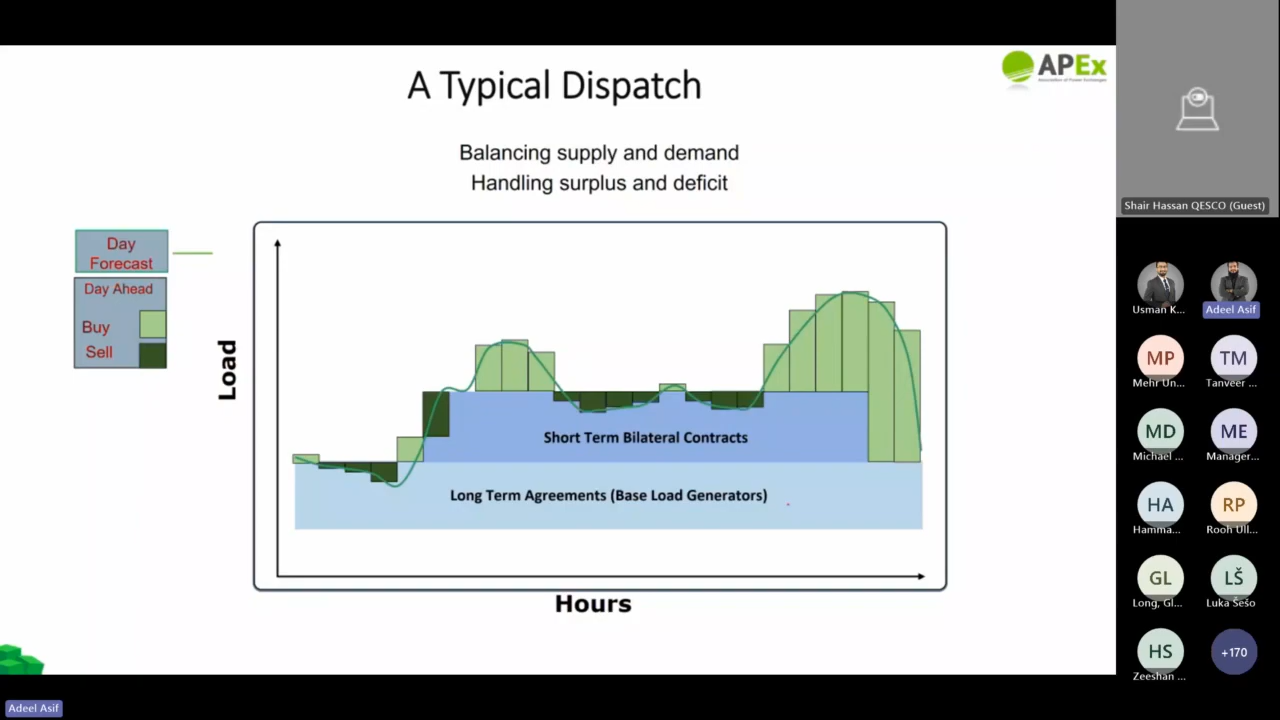 A Typical Dispatch
APEx
Balancing supply and demand
Handling surplus and deficit
Day
Forecast
Day Ahead
Buy
Sell
Load
Short Term Bilateral Contracts
Long Term Agreements (Base Load Generators)
Hours
Shair Hassan QESCO (Guest)
Usman K...
Adeel Asif
MP
TM
Mehr Un...
Tanveer ...
MD
ME
Michael ...
Manager...
HA
RP
Hamma...
Rooh Ull...
GL
LŠ
Long, Gl...
Luka Šešo
HS
+170
Zeeshan ...
Adeel Asif